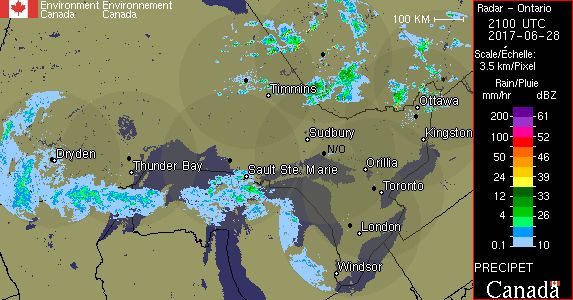 Environment Environnement
Canada Canada
100 KM
Timmins
Ottawa
Sudbury
Kingston
N/O
Dryden
Thunder Bay
Sault Ste. Marie
Orillia
Toronto
London
Windsor
Radar - Ontario
2100 UTC
2017-06-28
Scale/Échelle:
3.5 km/Pixel
Rain/Pluie
mm/hr dBZ
200 61
100 52
50 46
24 39
12 34
4 26
0.1 10
PRECIPET
Canada